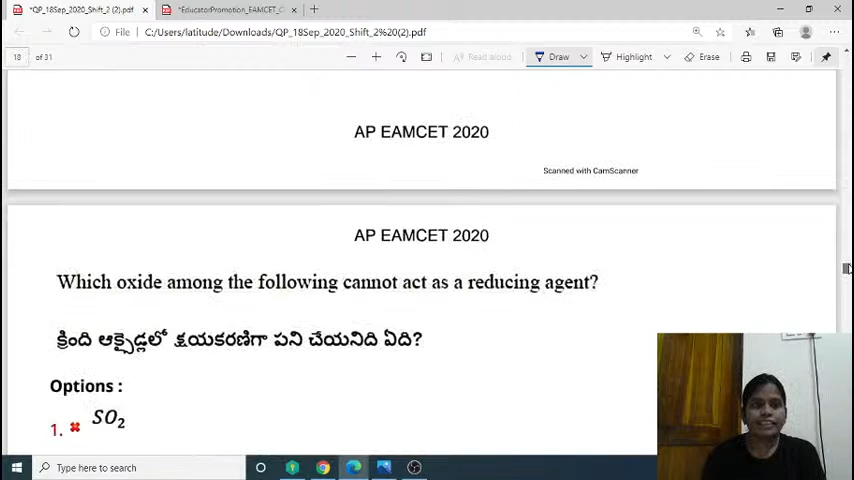 *QP_18Sep_2020_Shift_2 (2).pdf
*EducatorPromotion_EAMCET_C
File
C:/Users/latitude/Downloads/QP_18Sep_2020_Shift_2%20(2).pdf
18 of 31
Read aloud
Draw
Highlight
Erase
AP EAMCET 2020
Scanned with CamScanner
AP EAMCET 2020
Which oxide among the following cannot act as a reducing agent?
క్రింది ఆక్సైడ్లలో క్షయకరణిగా పని చేయనిది ఏది?
Options :
1. ✖ SO₂
Type here to search